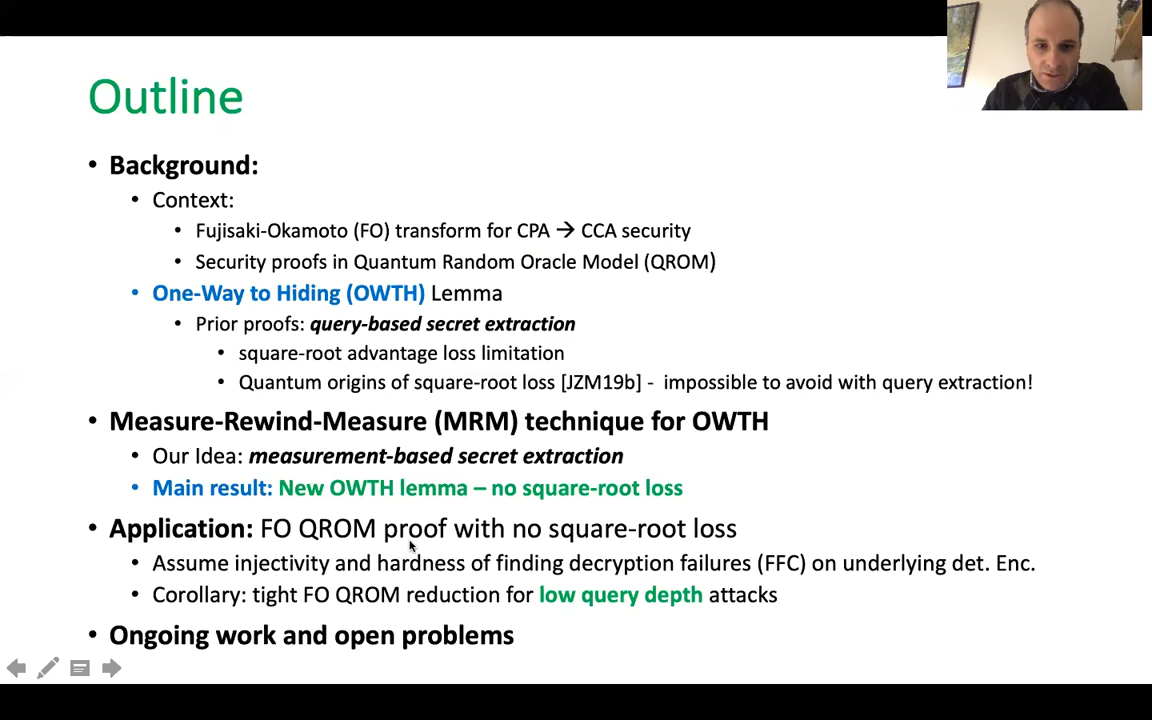 Outline
• Background:
• Context:
• Fujisaki-Okamoto (FO) transform for CPA → CCA security
• Security proofs in Quantum Random Oracle Model (QROM)
• One-Way to Hiding (OWTH) Lemma
• Prior proofs: query-based secret extraction
• square-root advantage loss limitation
• Quantum origins of square-root loss [JZM19b] - impossible to avoid with query extraction!
• Measure-Rewind-Measure (MRM) technique for OWTH
• Our Idea: measurement-based secret extraction
• Main result: New OWTH lemma – no square-root loss
• Application: FO QROM proof with no square-root loss
• Assume injectivity and hardness of finding decryption failures (FFC) on underlying det. Enc.
• Corollary: tight FO QROM reduction for low query depth attacks
• Ongoing work and open problems